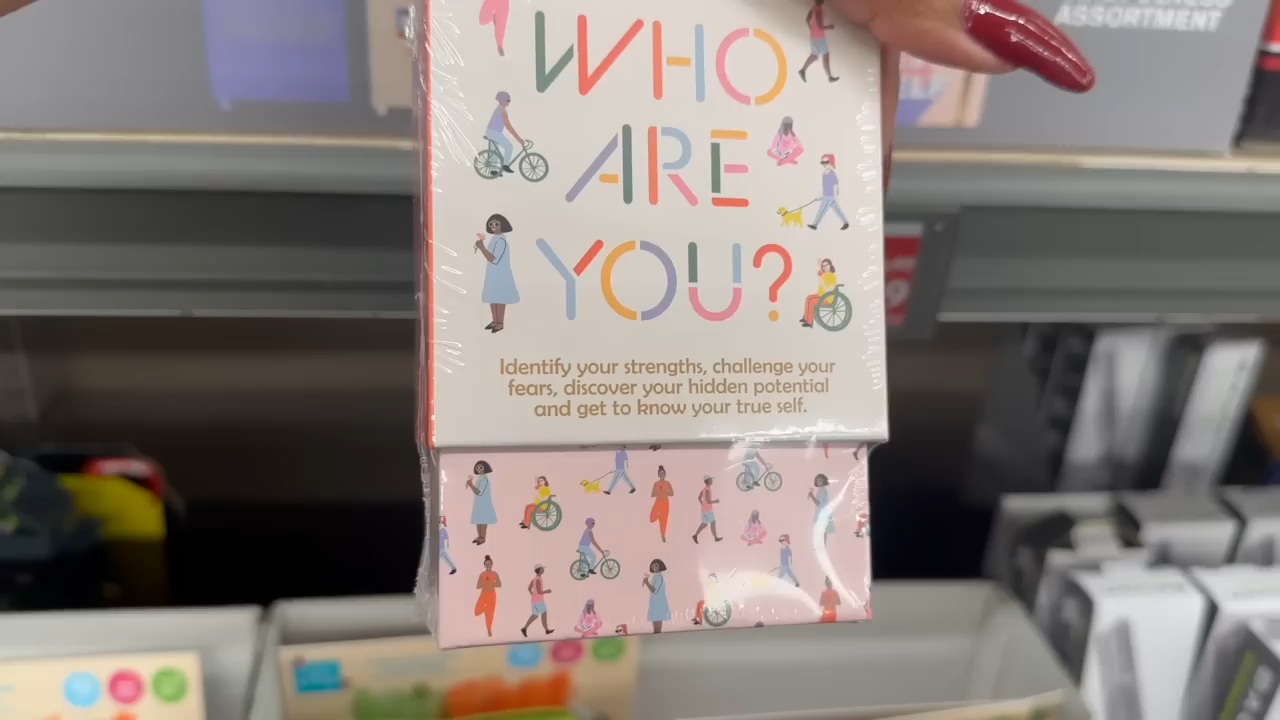 ASSORTMENT
WHO
ARE
YOU?
Identify your strengths, challenge your
fears, discover your hidden potential
and get to know your true self.